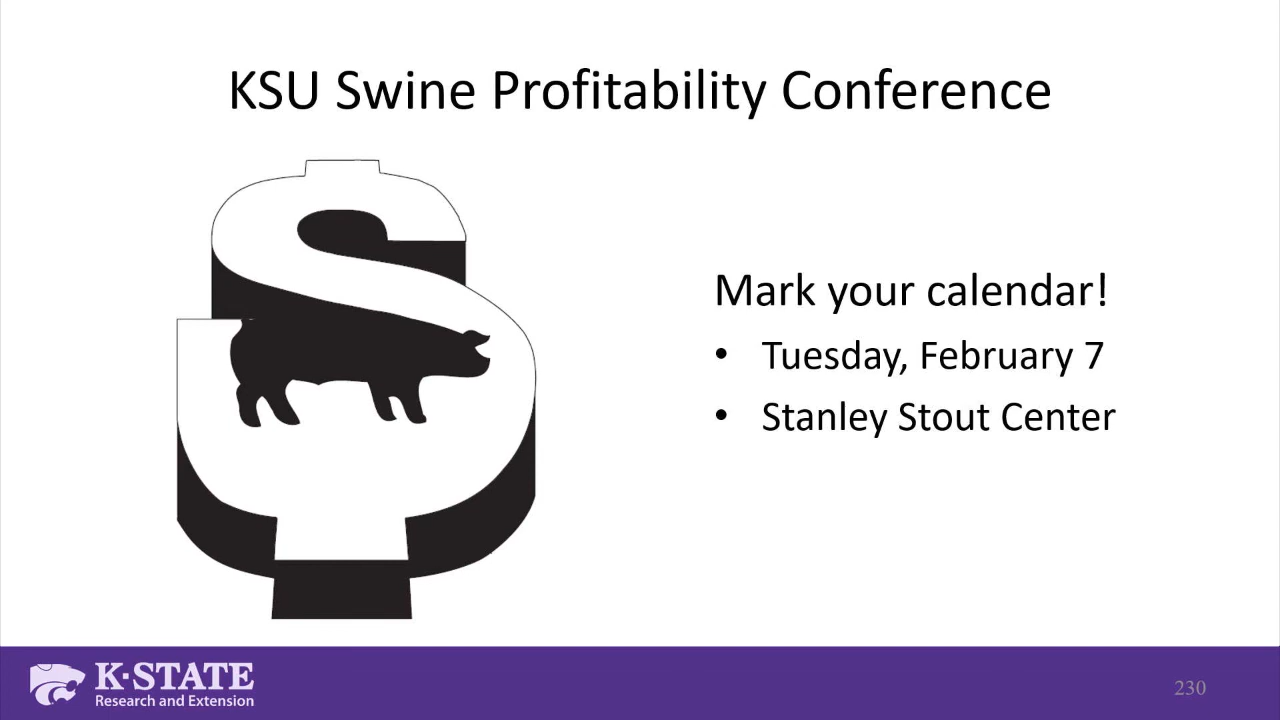 KSU Swine Profitability Conference
Mark your calendar!
• Tuesday, February 7
• Stanley Stout Center
K-STATE
Research and Extension
230